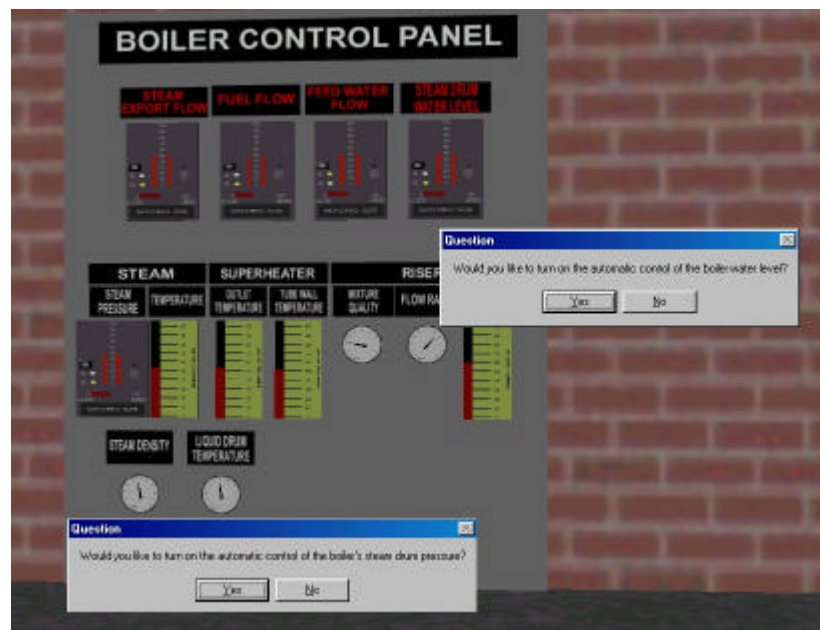 BOILER CONTROL PANEL
STEAM
EXPORT FLOW
FUEL FLOW
FEED WATER
FLOW
STEAM DRUM
WATER LEVEL
Question
Would you like to turn on the automatic control of the boiler water level?
Yes
No
STEAM
SUPERHEATER
RISER
STEAM
PRESSURE
TEMPERATURE
OUTLET
TEMPERATURE
TUBE WALL
TEMPERATURE
MIXTURE
QUALITY
FLOW RA
STEAM DENSITY
LIQUID DRUM
TEMPERATURE
Question
Would you like to turn on the automatic control of the boiler's steam drum pressure?
Yes
No